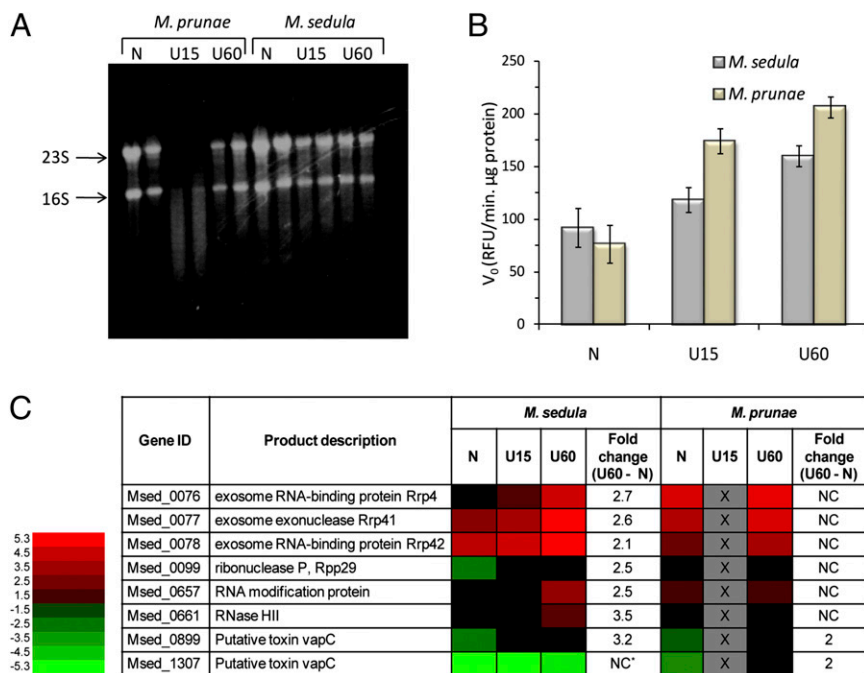 A
M. prunae M. sedula
N U15 U60 N U15 U60
23S
16S
B
V0 (RFU/min. µg protein)
250
200
150
100
50
0
M. sedula
M. prunae
N U15 U60
C
5.3
4.5
3.5
2.5
1.5
-1.5
-2.5
-3.5
-4.5
-5.3
Gene ID Product description M. sedula M. prunae
N U15 U60 Fold change (U60 - N) N U15 U60 Fold change (U60 - N)
Msed_0076 exosome RNA-binding protein Rrp4 2.7 X NC
Msed_0077 exosome exonuclease Rrp41 2.6 X NC
Msed_0078 exosome RNA-binding protein Rrp42 2.1 X NC
Msed_0099 ribonuclease P, Rpp29 2.5 X NC
Msed_0657 RNA modification protein 2.5 X NC
Msed_0661 RNase HII 3.5 X NC
Msed_0899 Putative toxin vapC 3.2 X 2
Msed_1307 Putative toxin vapC NC* X 2